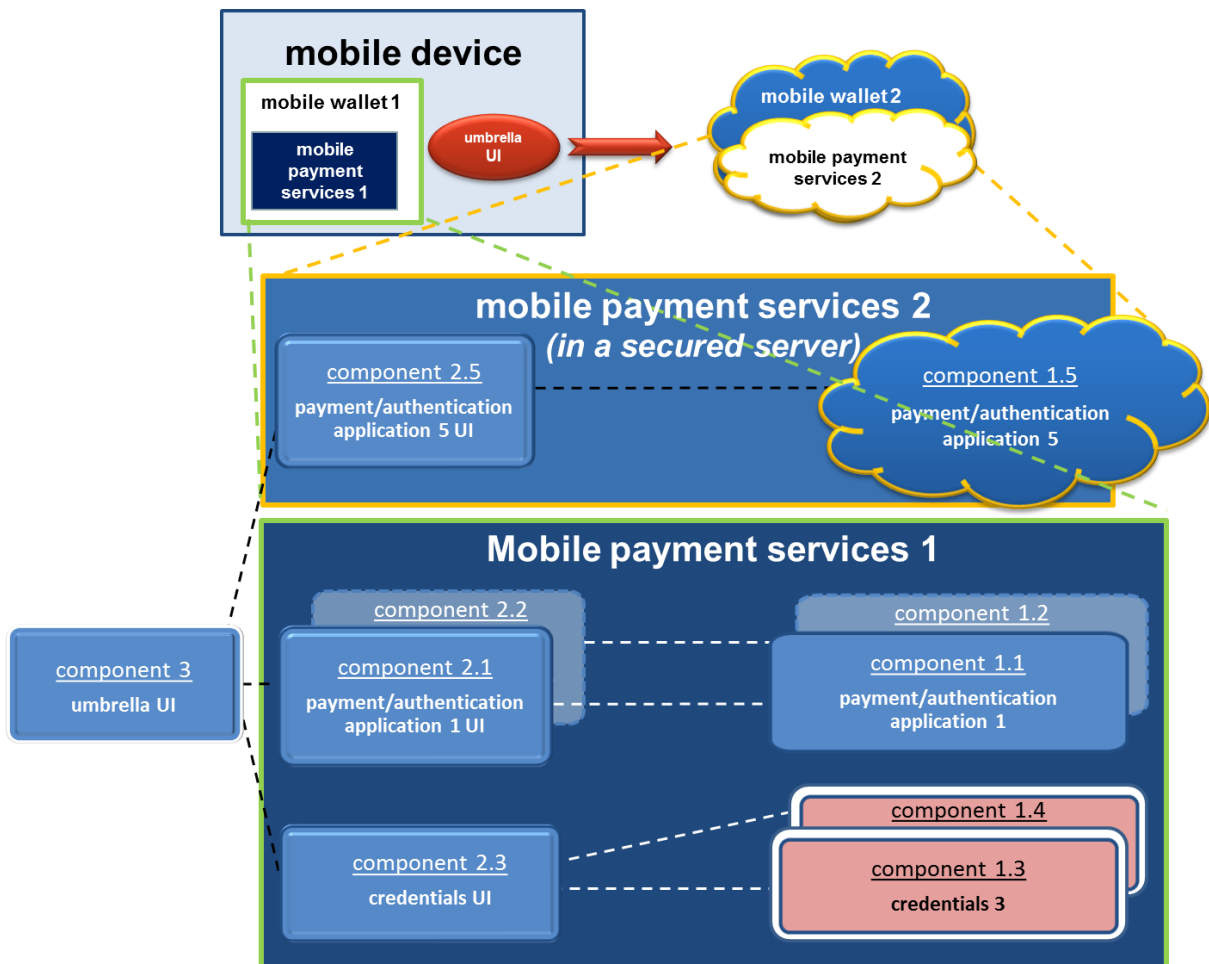 mobile device
mobile wallet 1
mobile
payment
services 1
umbrella
UI
mobile wallet 2
mobile payment
services 2
mobile payment services 2
(in a secured server)
component 2.5
payment/authentication
application 5 UI
component 1.5
payment/authentication
application 5
Mobile payment services 1
component 2.2
component 1.2
component 3
umbrella UI
component 2.1
payment/authentication
application 1 UI
component 1.1
payment/authentication
application 1
component 1.4
component 2.3
credentials UI
component 1.3
credentials 3